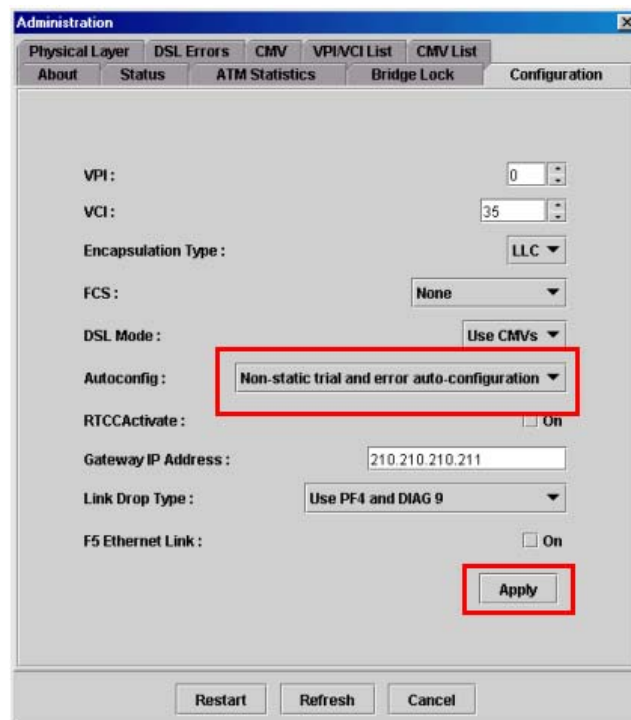 Administration
Physical Layer DSL Errors CMV VPI/VCI List CMV List
About Status ATM Statistics Bridge Lock Configuration
VPI : 0
VCI : 35
Encapsulation Type : LLC
FCS : None
DSL Mode : Use CMVs
Autoconfig : Non-static trial and error auto-configuration
RTCCActivate : On
Gateway IP Address : 210.210.210.211
Link Drop Type : Use PF4 and DIAG 9
F5 Ethernet Link : On
Apply
Restart Refresh Cancel